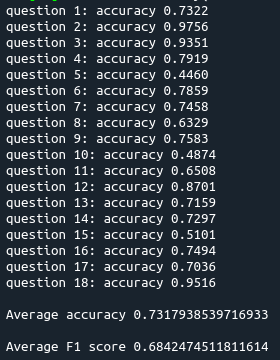 question 1: accuracy 0.7322
question 2: accuracy 0.9756
question 3: accuracy 0.9351
question 4: accuracy 0.7919
question 5: accuracy 0.4460
question 6: accuracy 0.7859
question 7: accuracy 0.7458
question 8: accuracy 0.6329
question 9: accuracy 0.7583
question 10: accuracy 0.4874
question 11: accuracy 0.6508
question 12: accuracy 0.8701
question 13: accuracy 0.7159
question 14: accuracy 0.7297
question 15: accuracy 0.5101
question 16: accuracy 0.7494
question 17: accuracy 0.7036
question 18: accuracy 0.9516
Average accuracy 0.7317938539716933
Average F1 score 0.6842474511811614